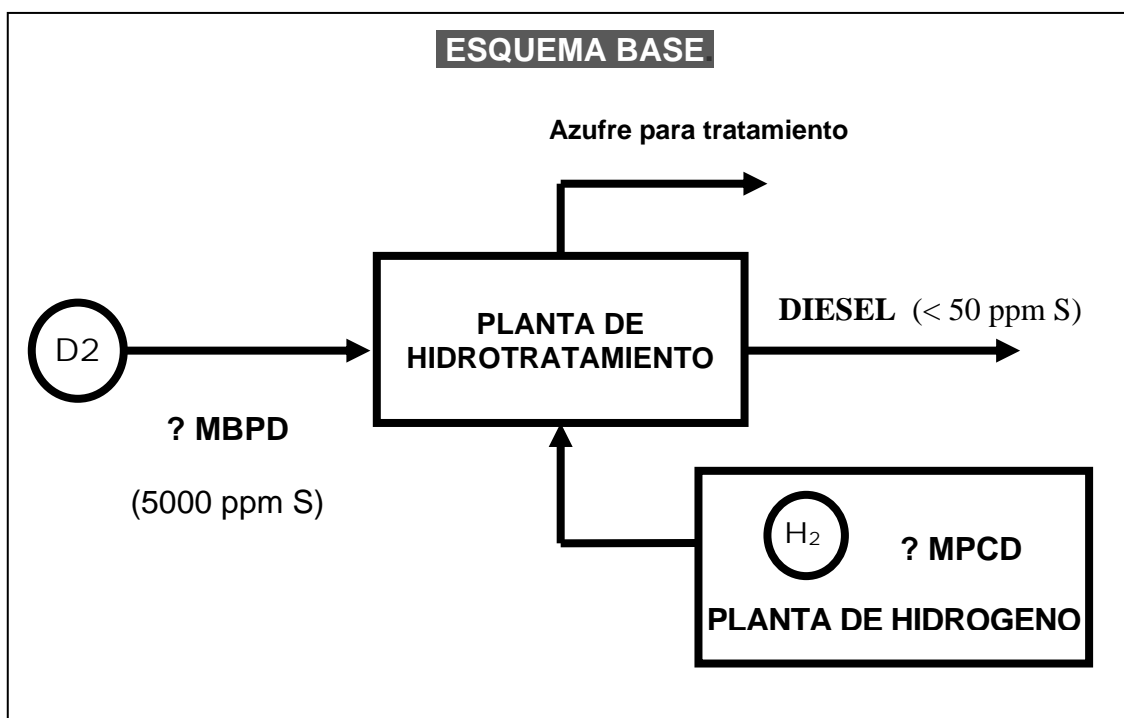 ESQUEMA BASE.
Azufre para tratamiento
PLANTA DE
HIDROTRATAMIENTO
DIESEL (< 50 ppm S)
D2
? MBPD
(5000 ppm S)
H₂
? MPCD
PLANTA DE HIDROGENO